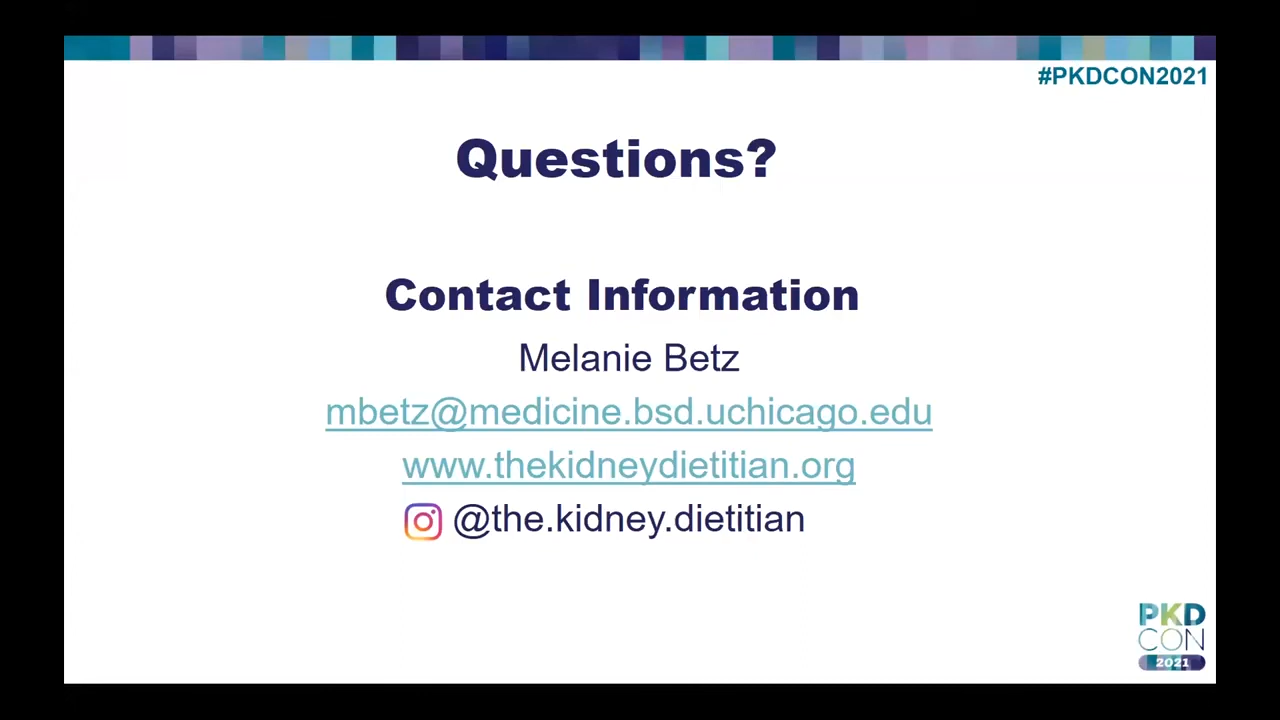 #PKDCON2021
Questions?
Contact Information
Melanie Betz
mbetz@medicine.bsd.uchicago.edu
www.thekidneydietitian.org
@the.kidney.dietitian
PKD
CON
2021